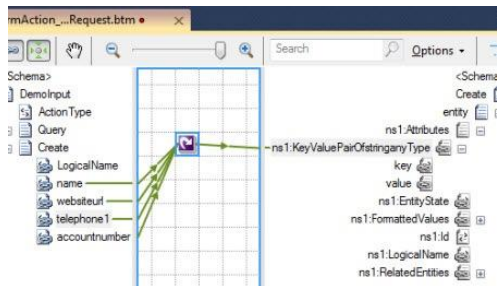 rmAction_...Request.btm
Search
Options
Schema>
DemoInput
ActionType
Query
Create
LogicalName
name
websiteurl
telephone1
accountnumber
<Schema
Create
entity
ns1:Attributes
ns1:KeyValuePairOfstringanyType
key
value
ns1:EntityState
ns1:FormattedValues
ns1:Id
ns1:LogicalName
ns1:RelatedEntities